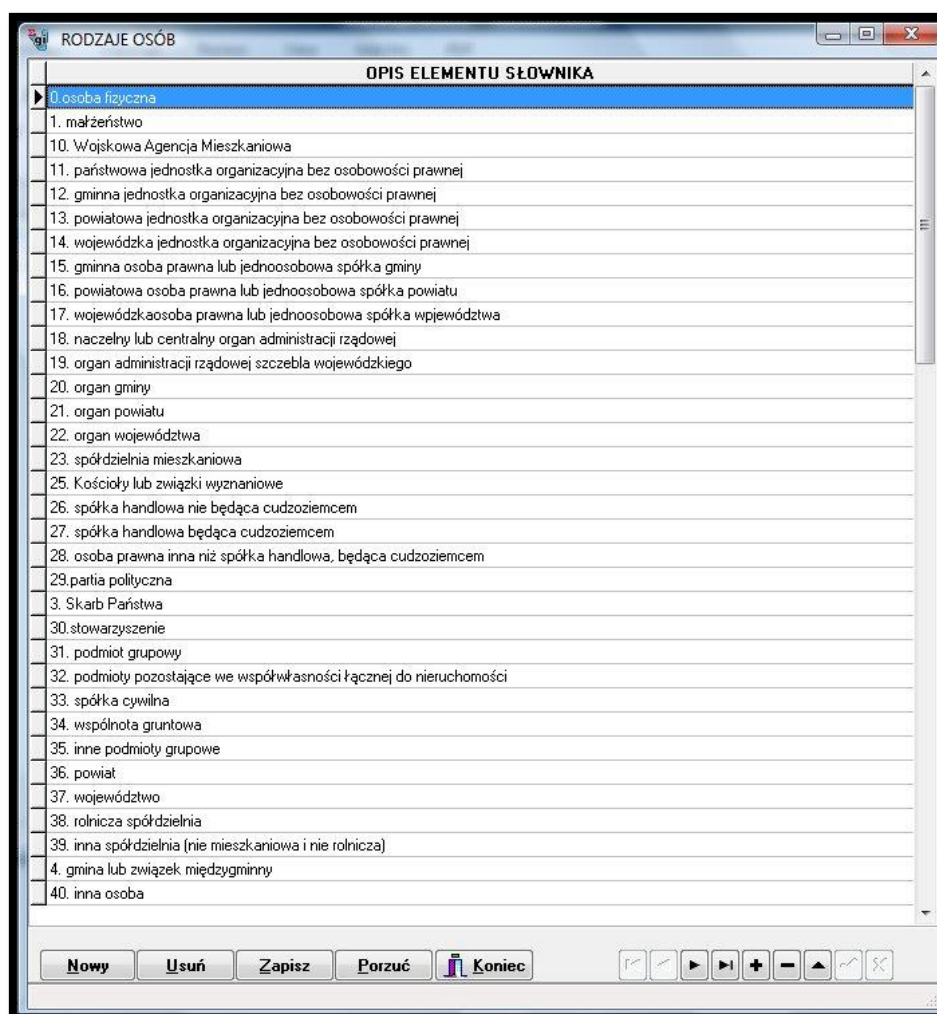 gi RODZAJE OSÓB
OPIS ELEMENTU SŁOWNIKA
0.osoba fizyczna
1. małżeństwo
10. Wojskowa Agencja Mieszkaniowa
11. państwowa jednostka organizacyjna bez osobowości prawnej
12. gminna jednostka organizacyjna bez osobowości prawnej
13. powiatowa jednostka organizacyjna bez osobowości prawnej
14. wojewódzka jednostka organizacyjna bez osobowości prawnej
15. gminna osoba prawna lub jednoosobowa spółka gminy
16. powiatowa osoba prawna lub jednoosobowa spółka powiatu
17. wojewódzkaosoba prawna lub jednoosobowa spółka wpjewództwa
18. naczelny lub centralny organ administracji rządowej
19. organ administracji rządowej szczebla wojewódzkiego
20. organ gminy
21. organ powiatu
22. organ województwa
23. spółdzielnia mieszkaniowa
25. Kościoły lub związki wyznaniowe
26. spółka handlowa nie będąca cudzoziemcem
27. spółka handlowa będąca cudzoziemcem
28. osoba prawna inna niż spółka handlowa, będąca cudzoziemcem
29.partia polityczna
3. Skarb Państwa
30.stowarzyszenie
31. podmiot grupowy
32. podmioty pozostające we współwłasności łącznej do nieruchomości
33. spółka cywilna
34. wspólnota gruntowa
35. inne podmioty grupowe
36. powiat
37. województwo
38. rolnicza spółdzielnia
39. inna spółdzielnia (nie mieszkaniowa i nie rolnicza)
4. gmina lub związek międzygminny
40. inna osoba
Nowy Usuń Zapisz Porzuć Koniec